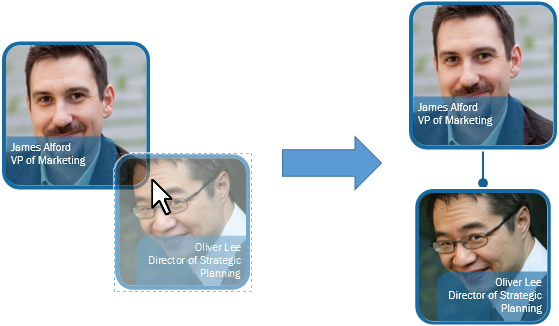 James Alford
VP of Marketing
Oliver Lee
Director of Strategic
Planning
James Alford
VP of Marketing
Oliver Lee
Director of Strategic
Planning